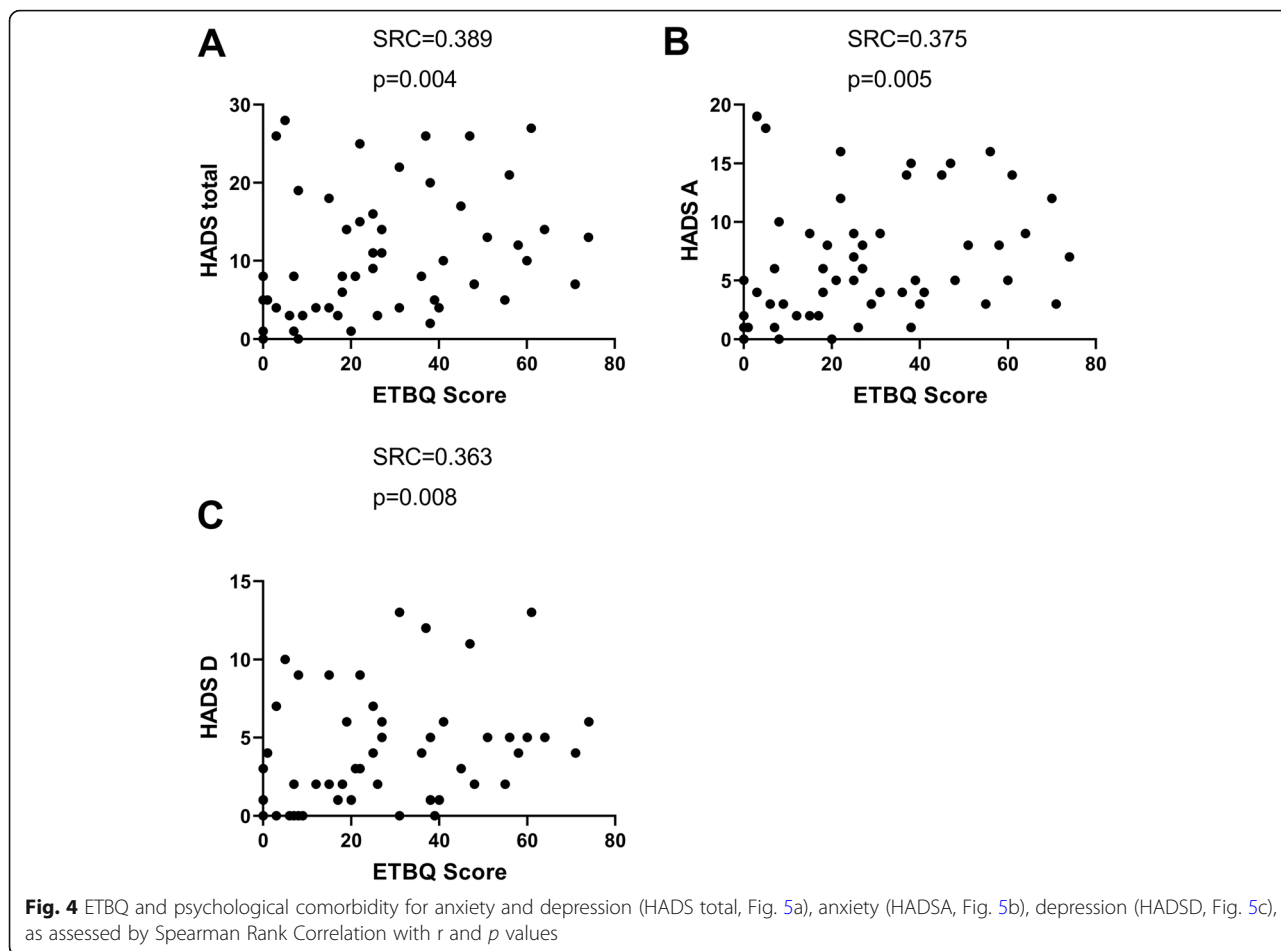 A
SRC=0.389
p=0.004
30
20
10
0
HADS total
0 20 40 60 80
ETBQ Score
B
SRC=0.375
p=0.005
20
15
10
5
0
HADS A
0 20 40 60 80
ETBQ Score
SRC=0.363
p=0.008
C
15
10
5
0
HADS D
0 20 40 60 80
ETBQ Score
Fig. 4 ETBQ and psychological comorbidity for anxiety and depression (HADS total, Fig. 5a), anxiety (HADSA, Fig. 5b), depression (HADSD, Fig. 5c),
as assessed by Spearman Rank Correlation with r and p values